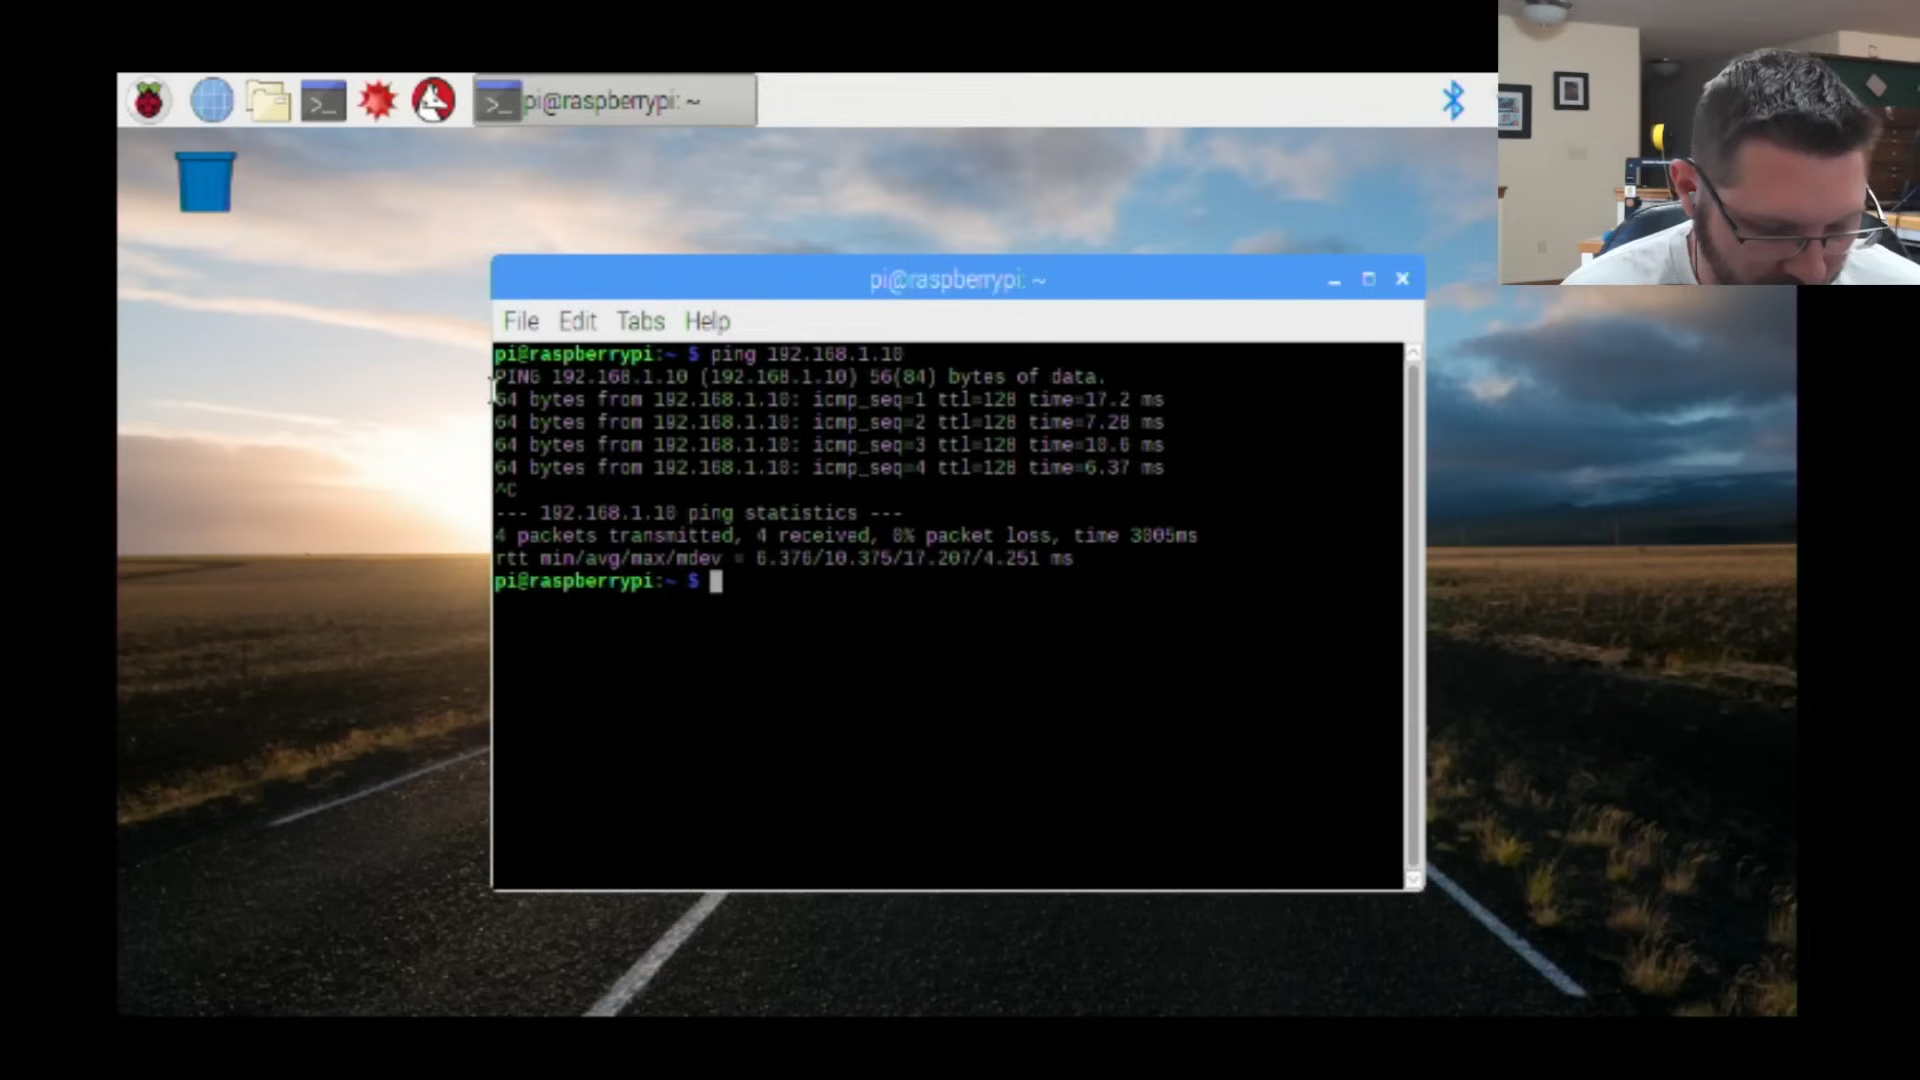 pi@raspberrypi: ~
pi@raspberrypi: ~
File Edit Tabs Help
pi@raspberrypi:~ $ ping 192.168.1.10
PING 192.168.1.10 (192.168.1.10) 56(84) bytes of data.
64 bytes from 192.168.1.10: icmp_seq=1 ttl=128 time=17.2 ms
64 bytes from 192.168.1.10: icmp_seq=2 ttl=128 time=7.28 ms
64 bytes from 192.168.1.10: icmp_seq=3 ttl=128 time=10.6 ms
64 bytes from 192.168.1.10: icmp_seq=4 ttl=128 time=6.37 ms
^C
--- 192.168.1.10 ping statistics ---
4 packets transmitted, 4 received, 0% packet loss, time 3005ms
rtt min/avg/max/mdev = 6.376/10.375/17.207/4.251 ms
pi@raspberrypi:~ $